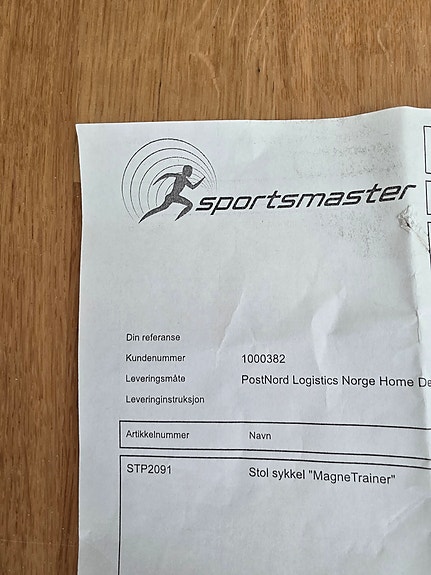 sportsmaster
Din referanse
Kundenummer 1000382
Leveringsmåte PostNord Logistics Norge Home De
Leveringinstruksjon
Artikkelnummer Navn
STP2091 Stol sykkel "MagneTrainer"